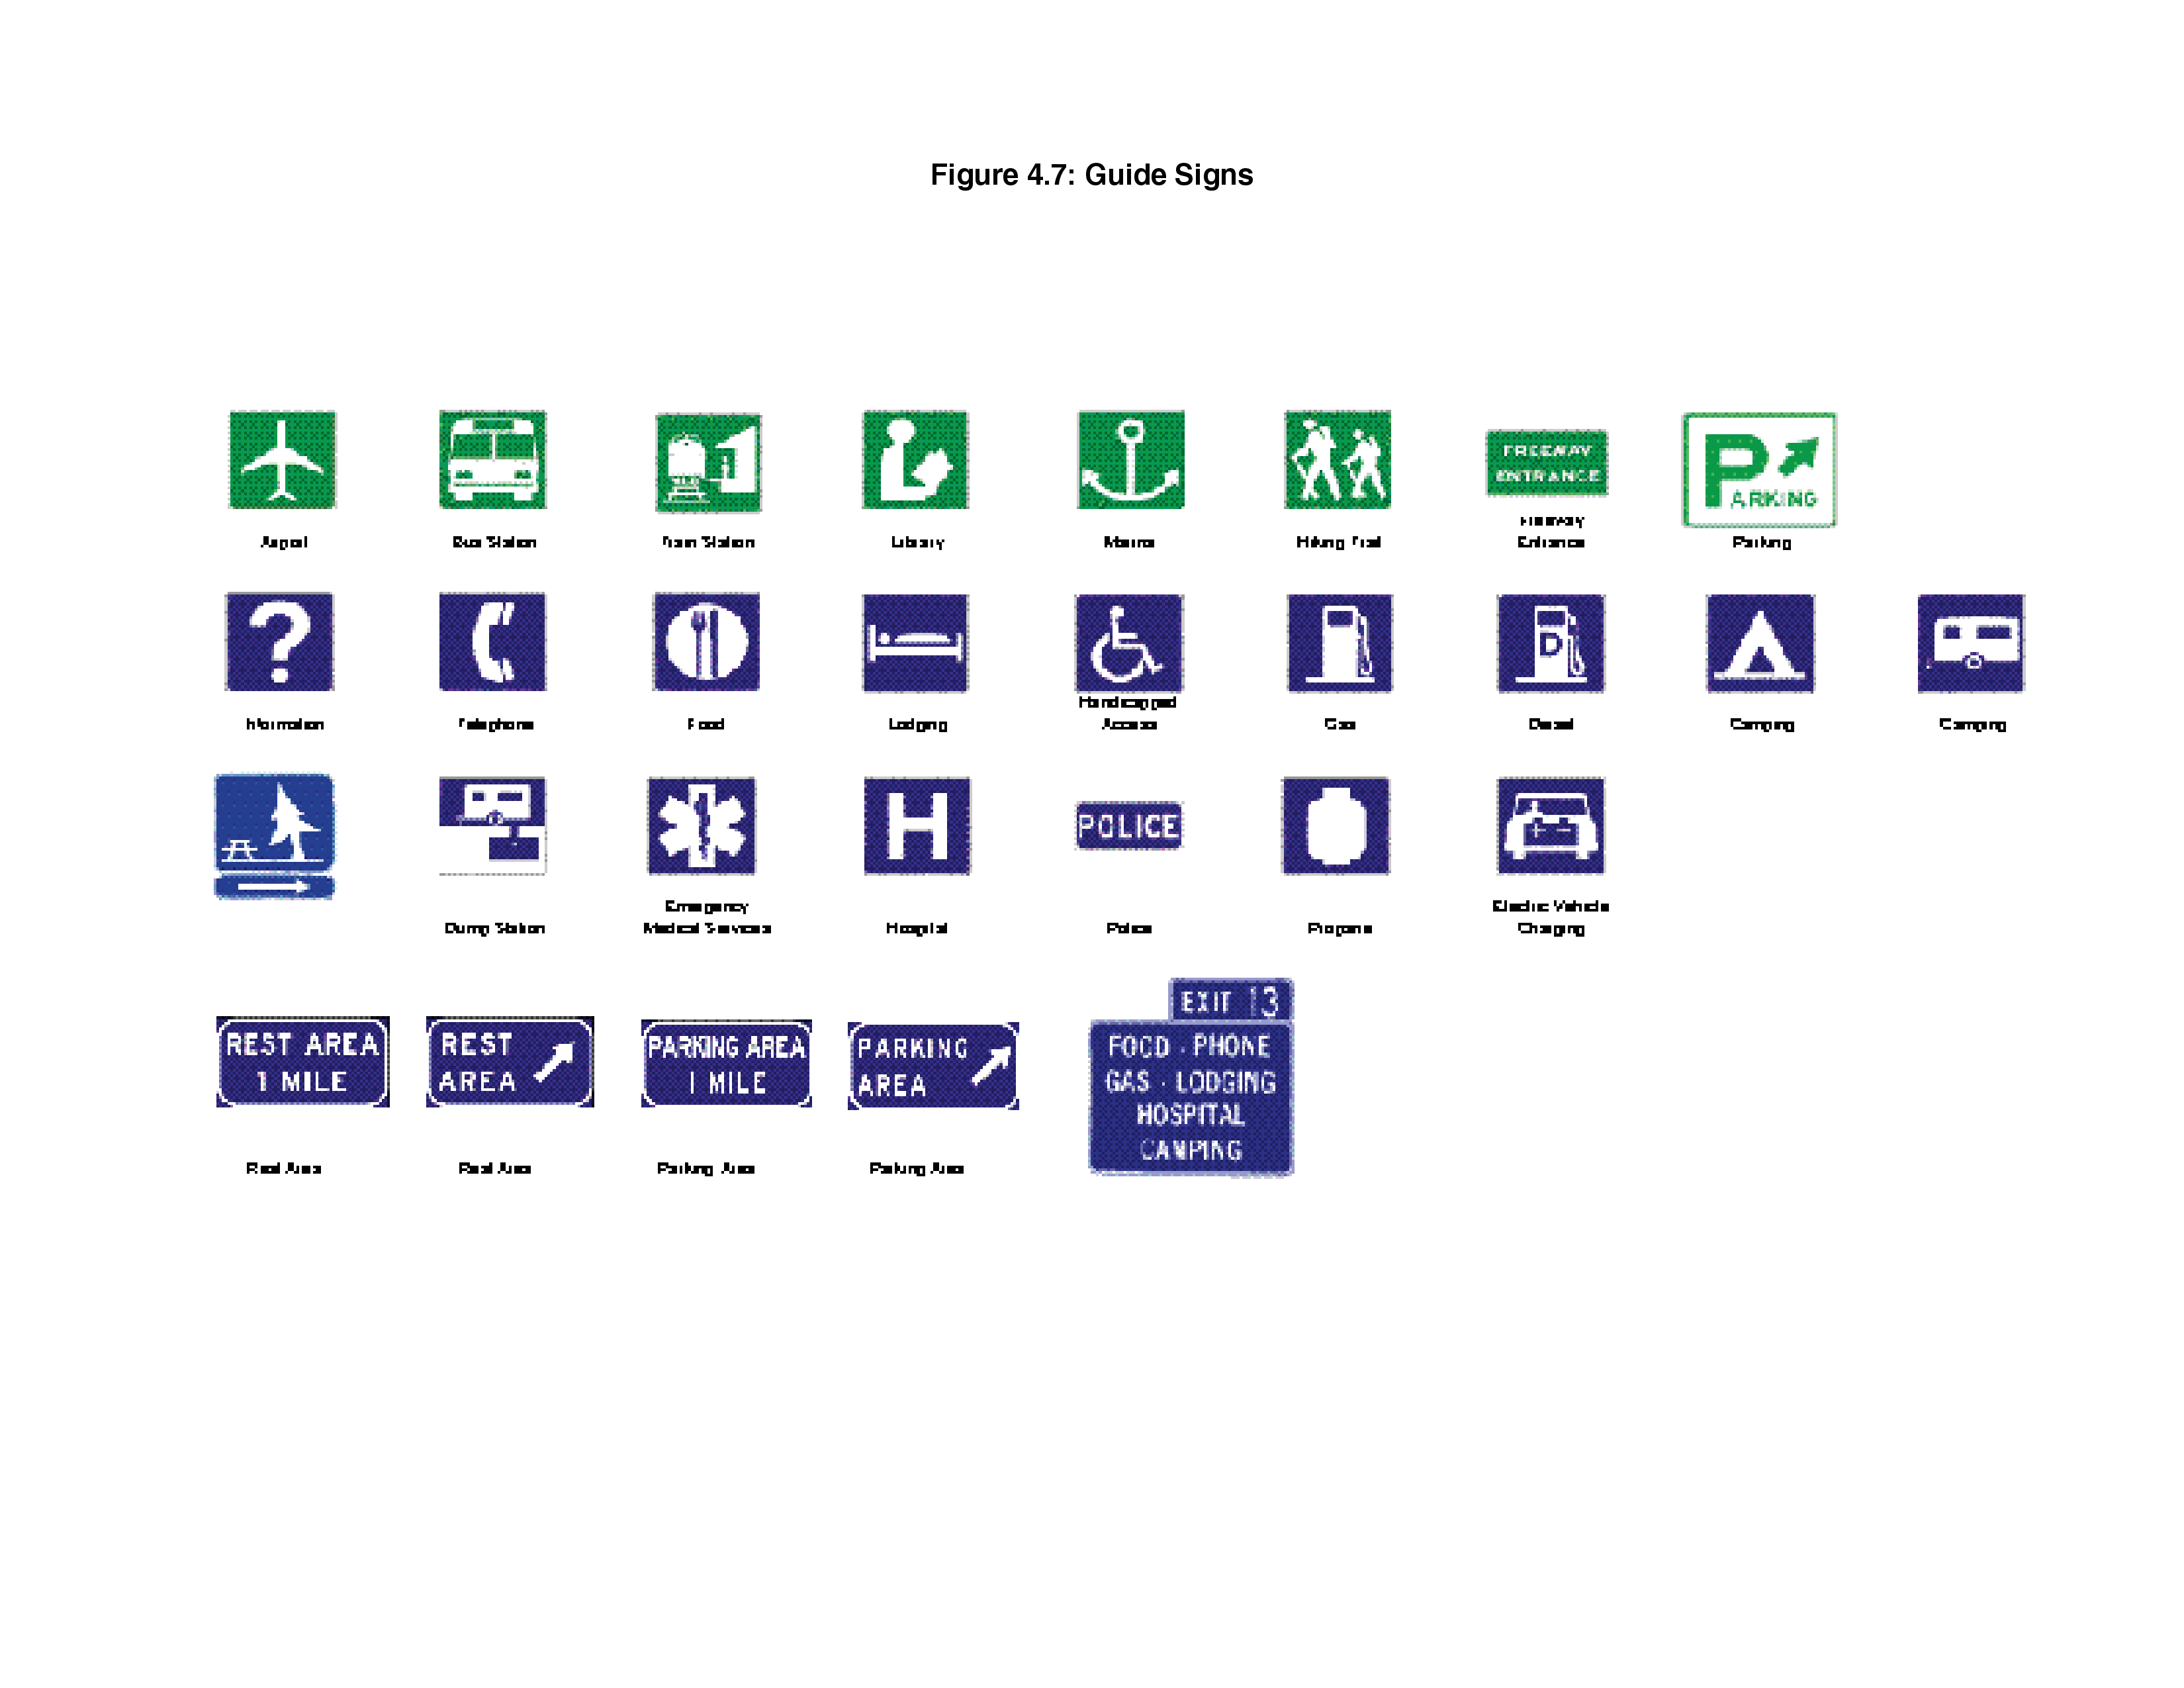 Figure 4.7: Guide Signs
FREEWAY
ENTRANCE
PARKING
Airport
Bus Station
Train Station
Library
Marina
Hiking Trail
Freeway
Entrance
Parking
?
D
Information
Telephone
Food
Lodging
Handicapped
Access
Gas
Diesel
Camping
Camping
H
POLICE
Dump Station
Emergency
Medical Services
Hospital
Police
Propane
Electric Vehicle
Charging
REST AREA
1 MILE
REST
AREA
PARKING AREA
1 MILE
PARKING
AREA
EXIT 13
FOOD - PHONE
GAS - LODGING
HOSPITAL
CAMPING
Rest Area
Rest Area
Parking Area
Parking Area